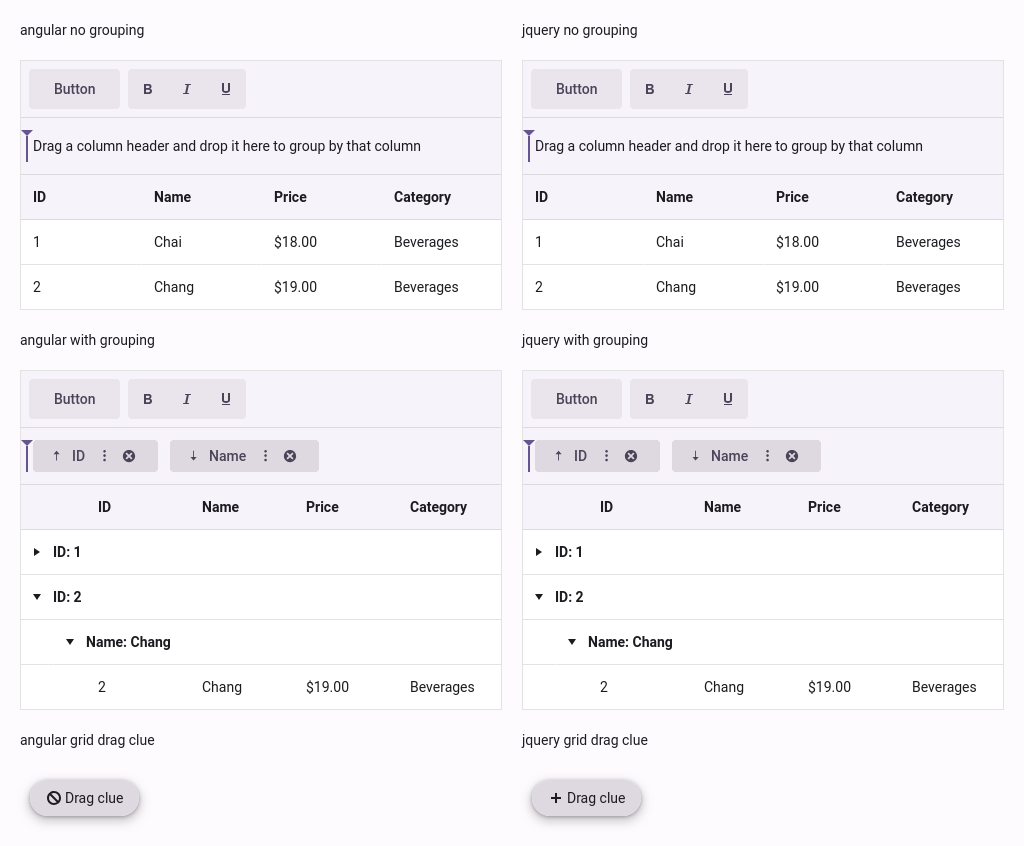 angular no grouping
Button B I U
Drag a column header and drop it here to group by that column
ID Name Price Category
1 Chai $18.00 Beverages
2 Chang $19.00 Beverages
jquery no grouping
Button B I U
Drag a column header and drop it here to group by that column
ID Name Price Category
1 Chai $18.00 Beverages
2 Chang $19.00 Beverages
angular with grouping
Button B I U
↑ ID ↓ Name
ID Name Price Category
ID: 1
ID: 2
Name: Chang
2 Chang $19.00 Beverages
jquery with grouping
Button B I U
↑ ID ↓ Name
ID Name Price Category
ID: 1
ID: 2
Name: Chang
2 Chang $19.00 Beverages
angular grid drag clue
Drag clue
jquery grid drag clue
Drag clue